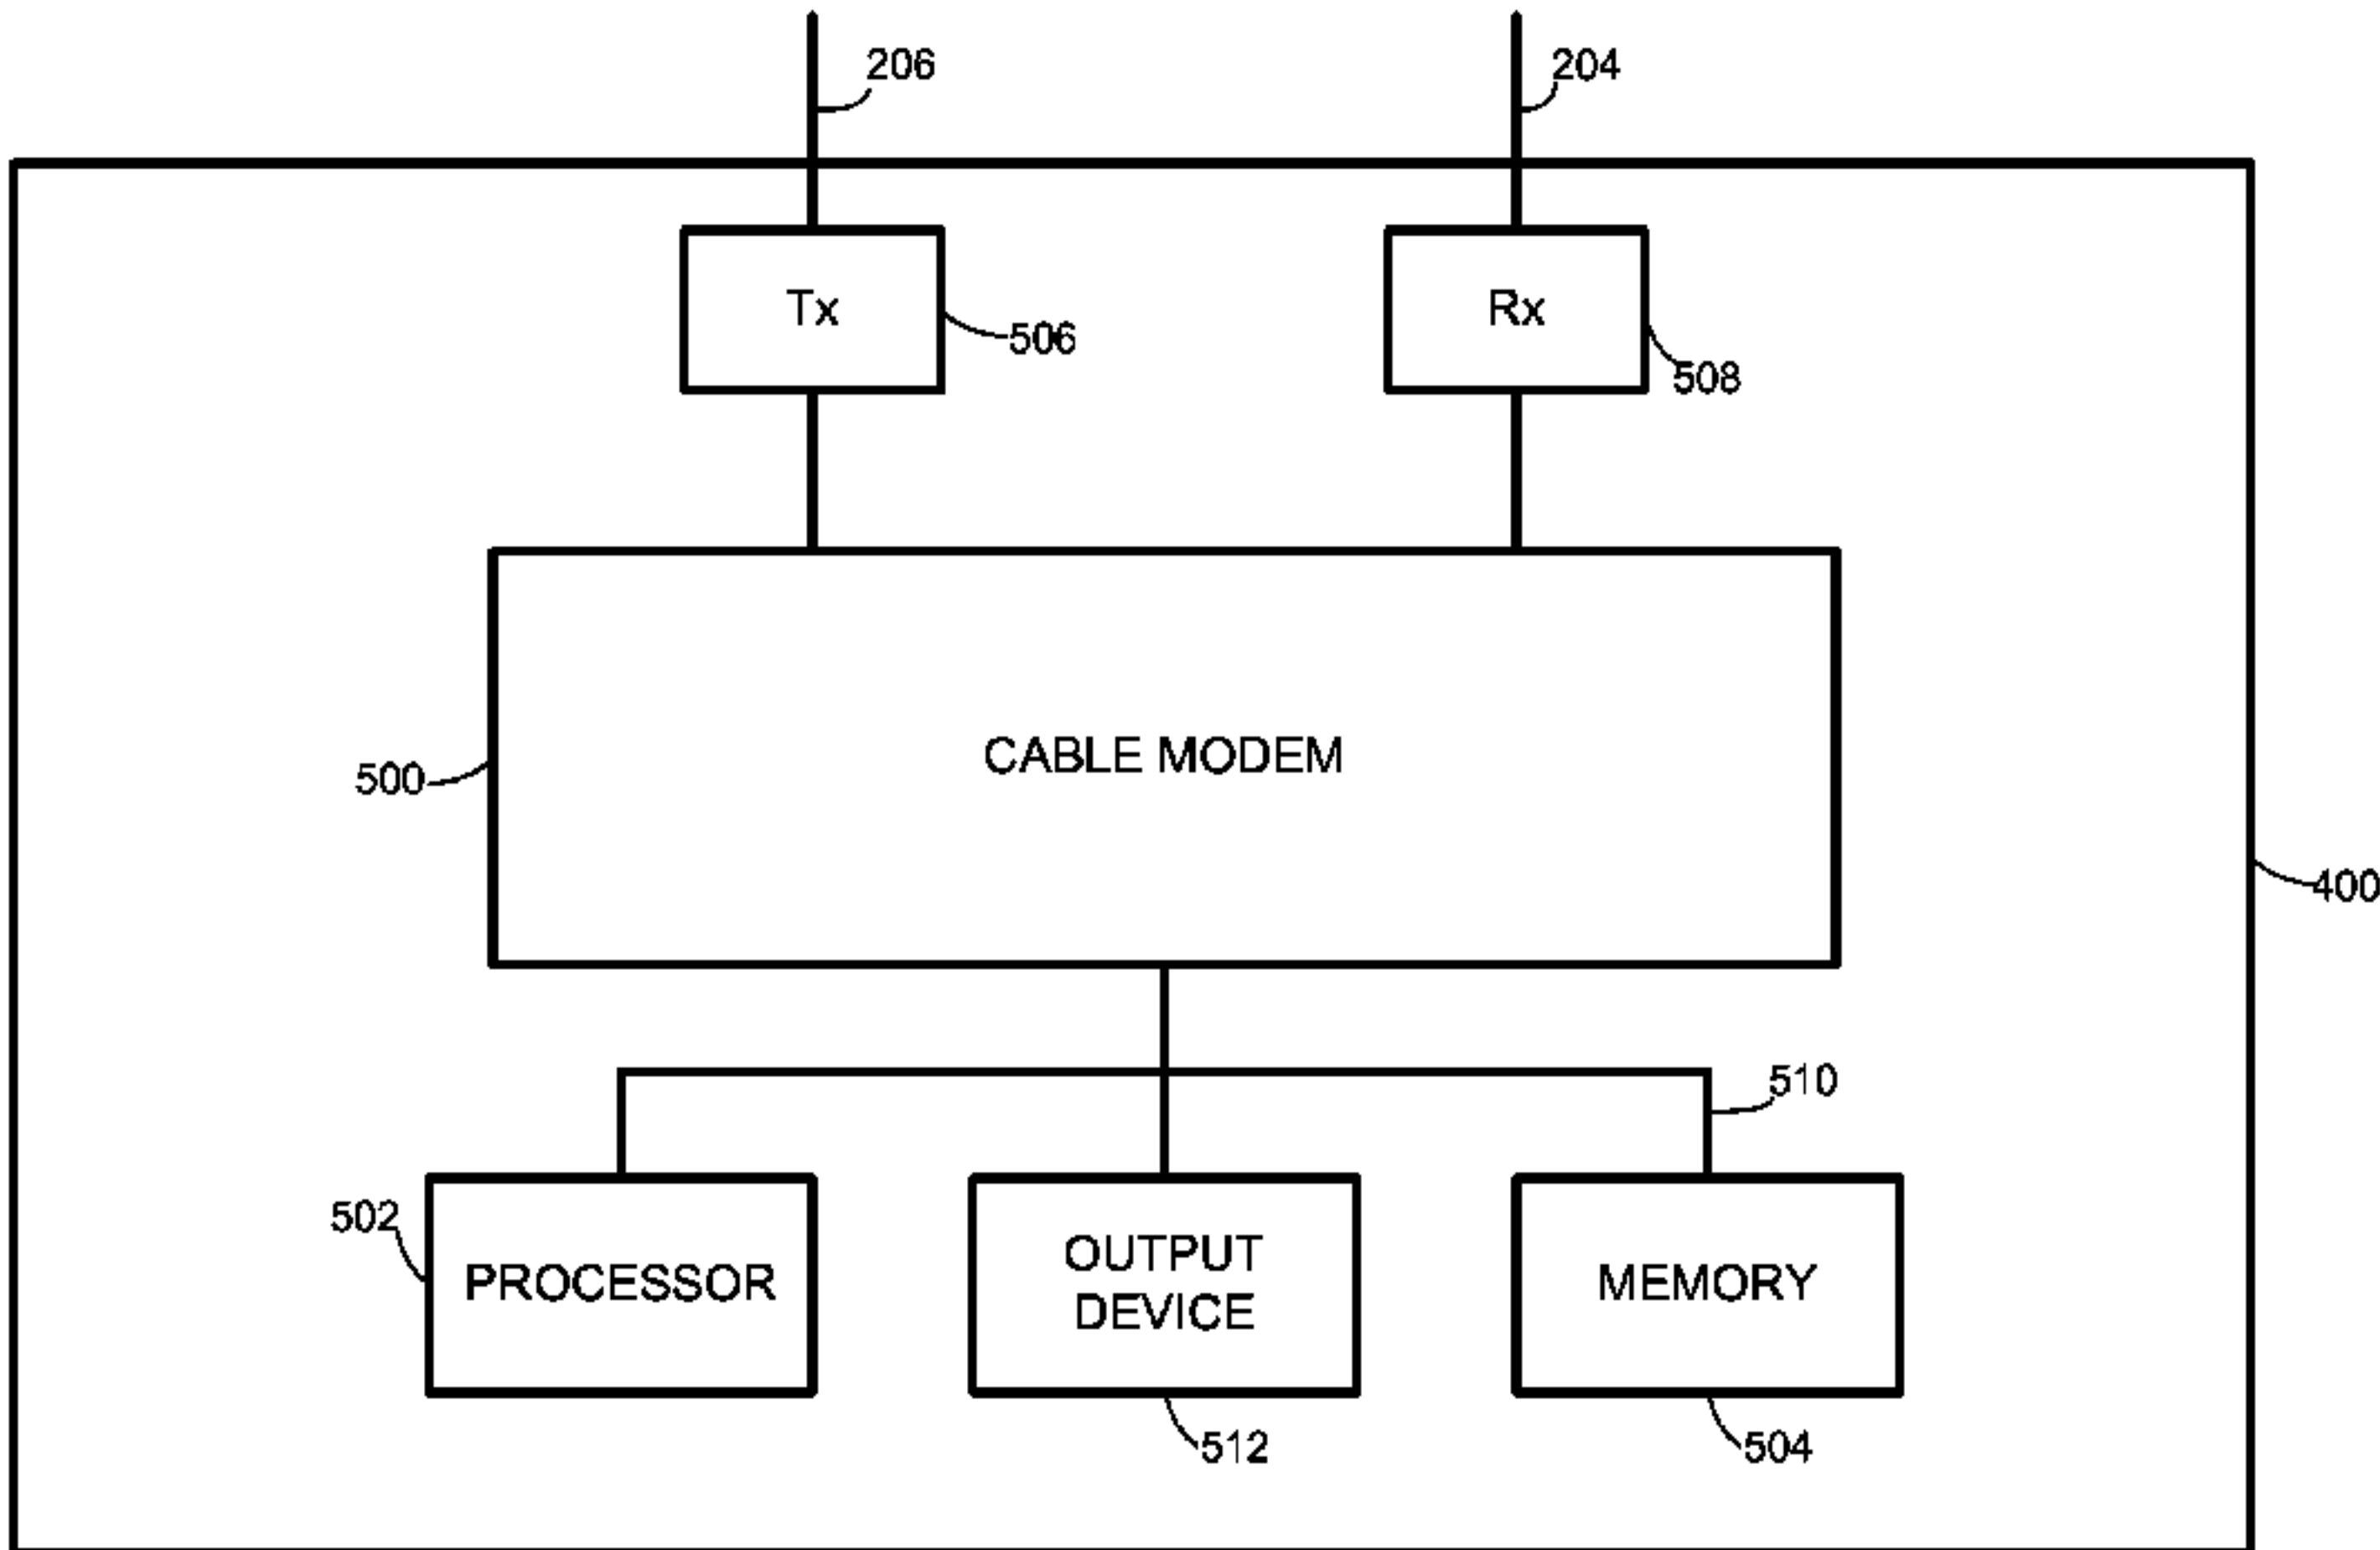 206
204
Tx
506
Rx
508
CABLE MODEM
500
400
510
502
PROCESSOR
OUTPUT
DEVICE
MEMORY
512
504